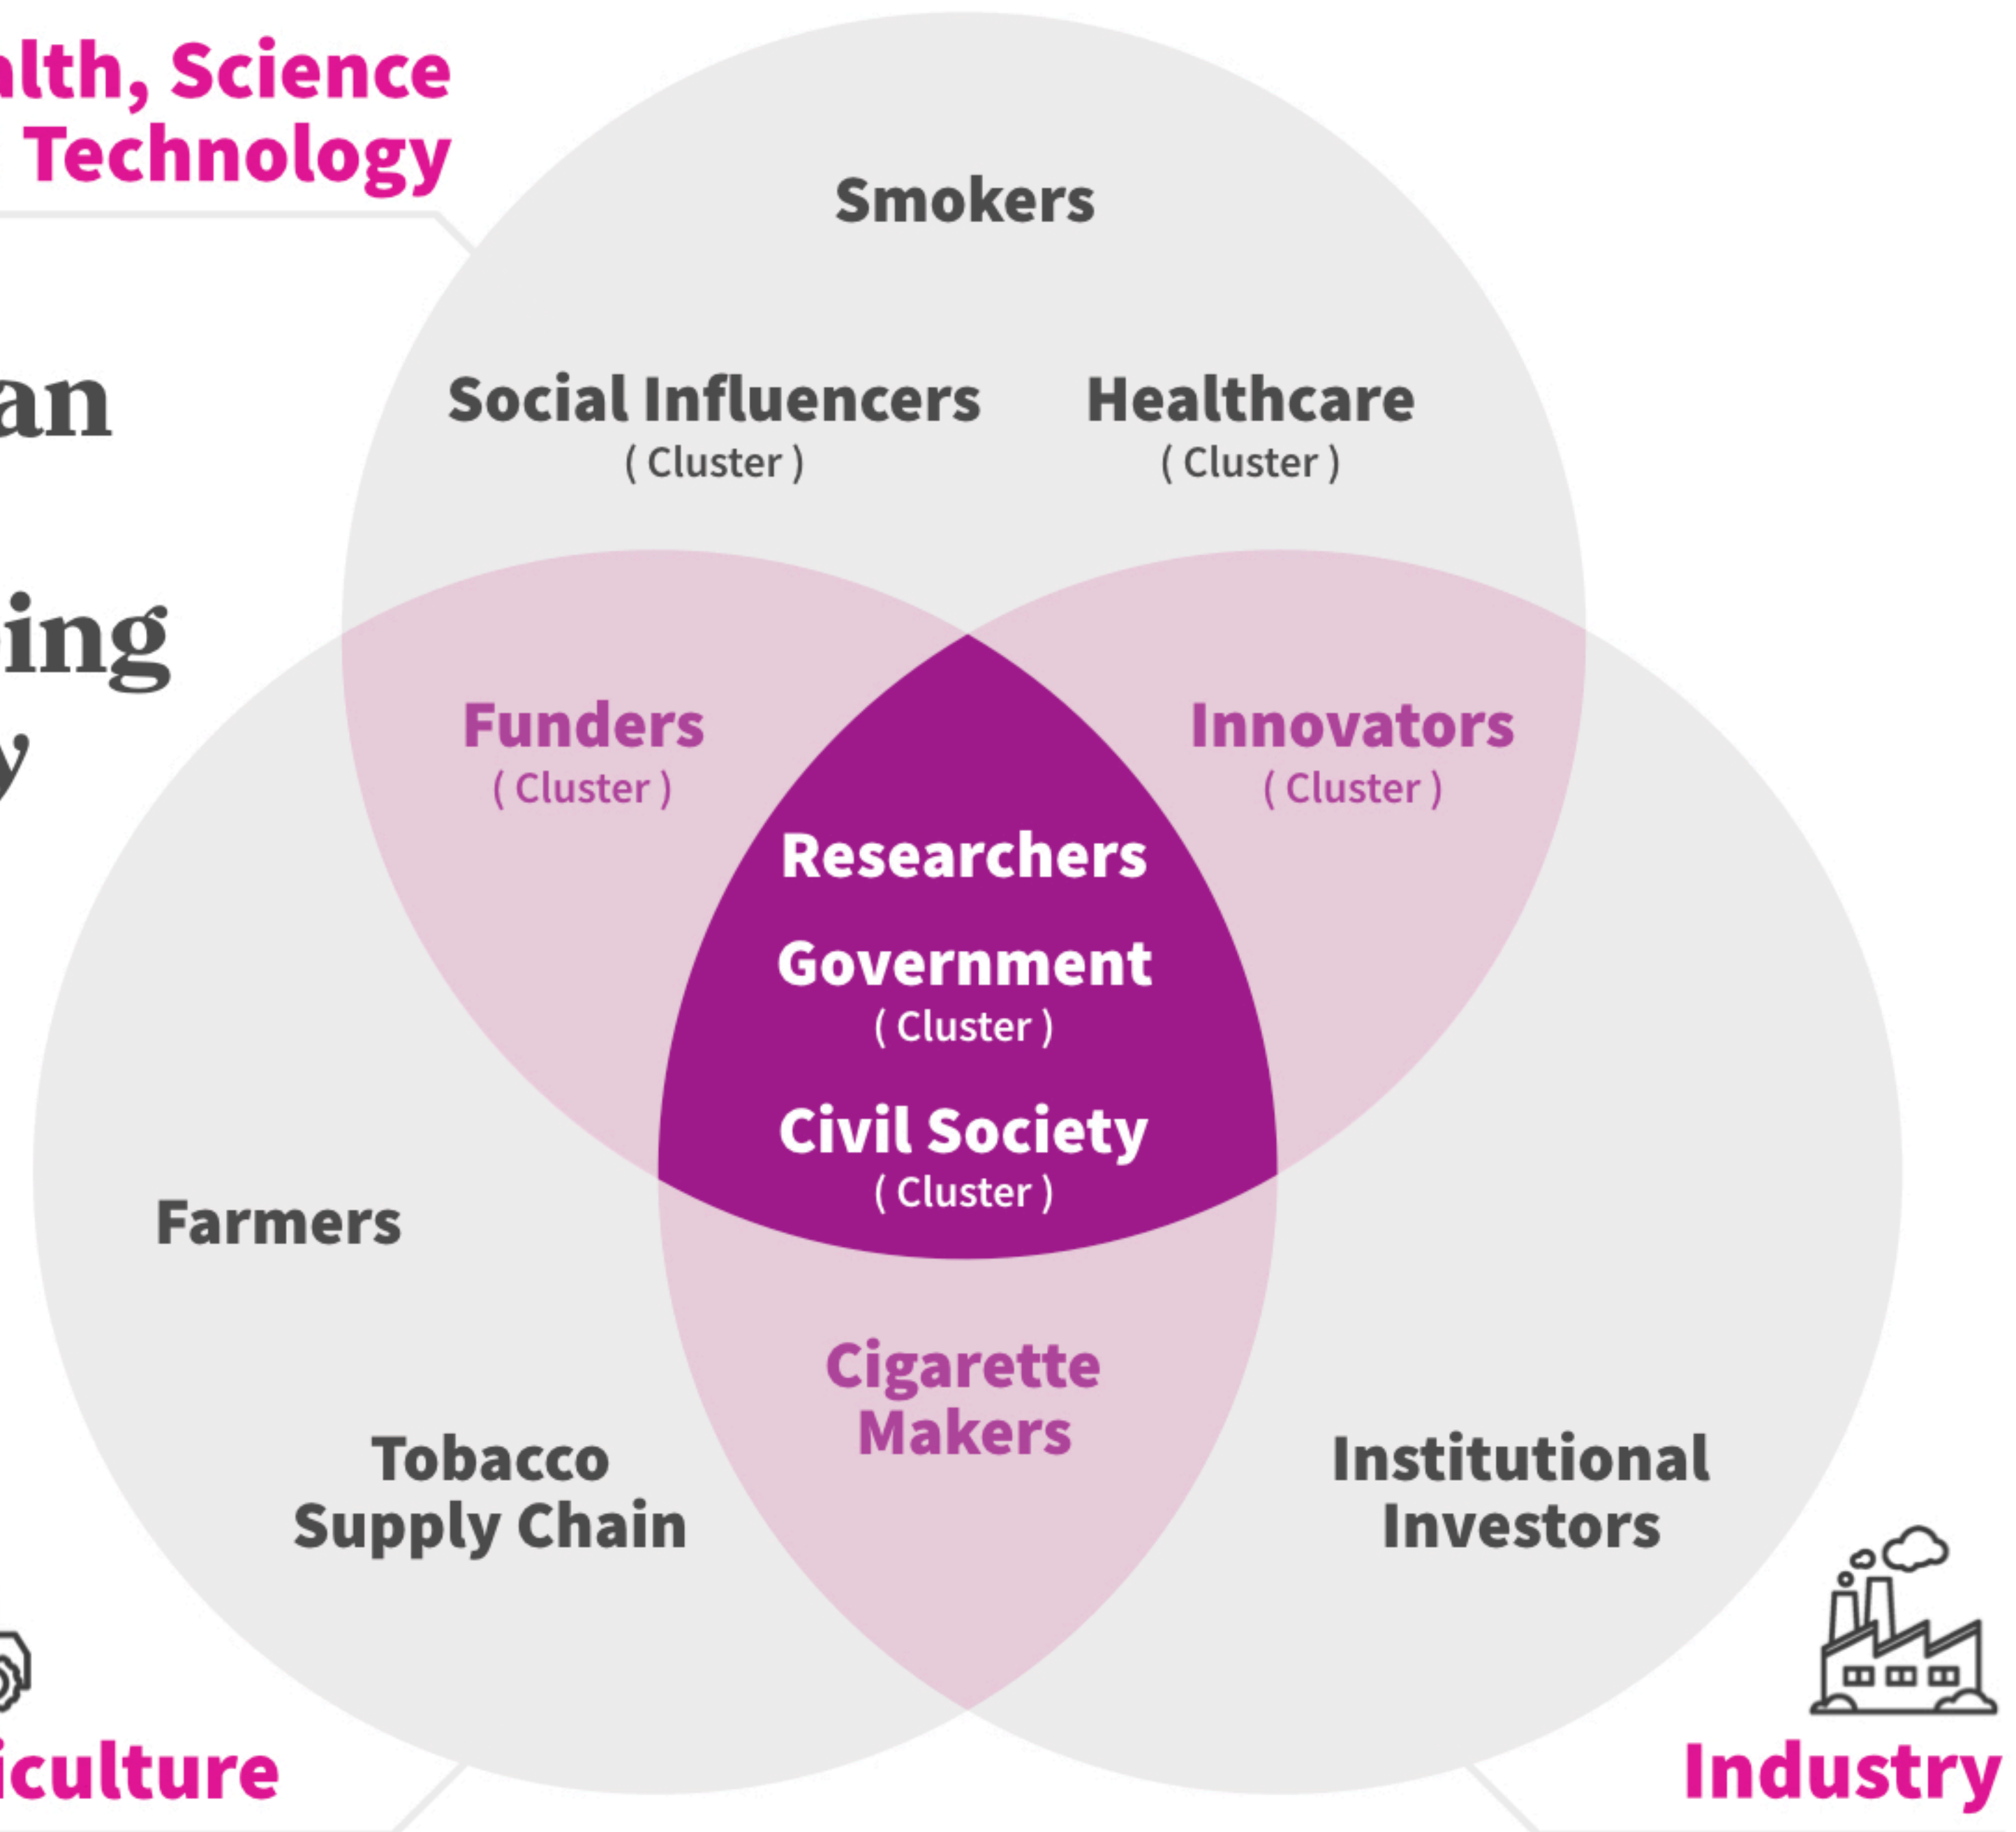 alth, Science
Technology
Smokers
an
Social Influencers
( Cluster )
Healthcare
( Cluster )
ing
y
Funders
( Cluster )
Innovators
( Cluster )
Researchers
Government
( Cluster )
Civil Society
( Cluster )
Farmers
Cigarette
Makers
Tobacco
Supply Chain
Institutional
Investors
iculture
Industry